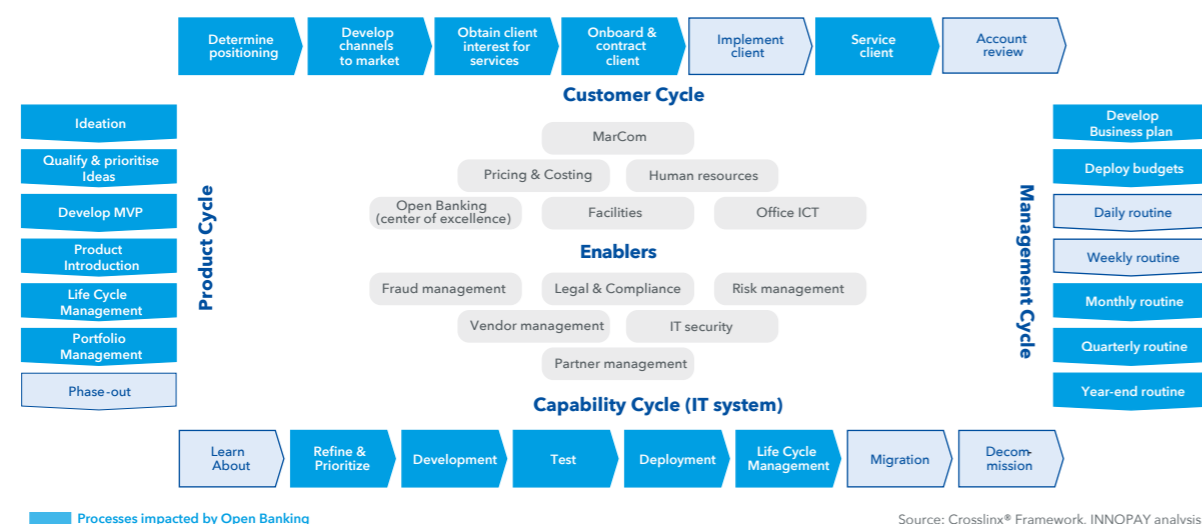 Determine
positioning
Develop
channels
to market
Obtain client
interest for
services
Onboard &
contract
client
Implement
client
Service
client
Account
review
Customer Cycle
Ideation
Qualify & prioritise
Ideas
Develop MVP
Product
Introduction
Life Cycle
Management
Portfolio
Management
Phase-out
Product Cycle
MarCom
Pricing & Costing
Human resources
Open Banking
(center of excellence)
Facilities
Office ICT
Enablers
Fraud management
Legal & Compliance
Risk management
Vendor management
IT security
Partner management
Management Cycle
Develop
Business plan
Deploy budgets
Daily routine
Weekly routine
Monthly routine
Quarterly routine
Year-end routine
Capability Cycle (IT system)
Learn
About
Refine &
Prioritize
Development
Test
Deployment
Life Cycle
Management
Migration
Decom-
mission
Processes impacted by Open Banking
Source: Crosslinx® Framework, INNOPAY analysis